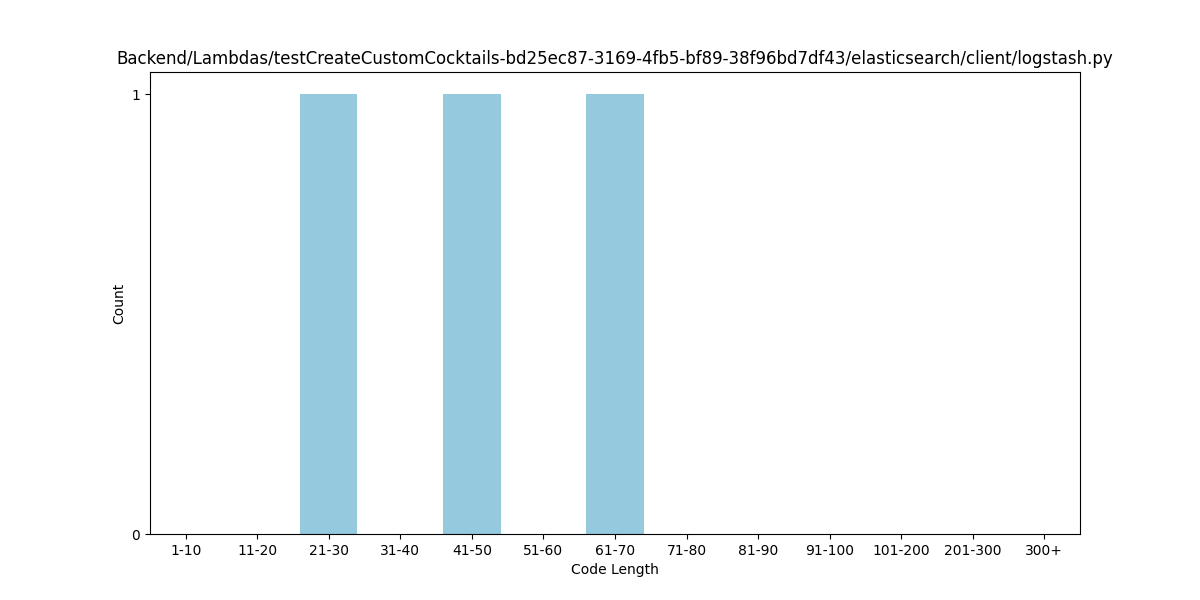 Backend/Lambdas/testCreateCustomCocktails-bd25ec87-3169-4fb5-bf89-38f96bd7df43/elasticsearch/client/logstash.py
1
Count
0
1-10 11-20 21-30 31-40 41-50 51-60 61-70 71-80 81-90 91-100 101-200 201-300 300+
Code Length